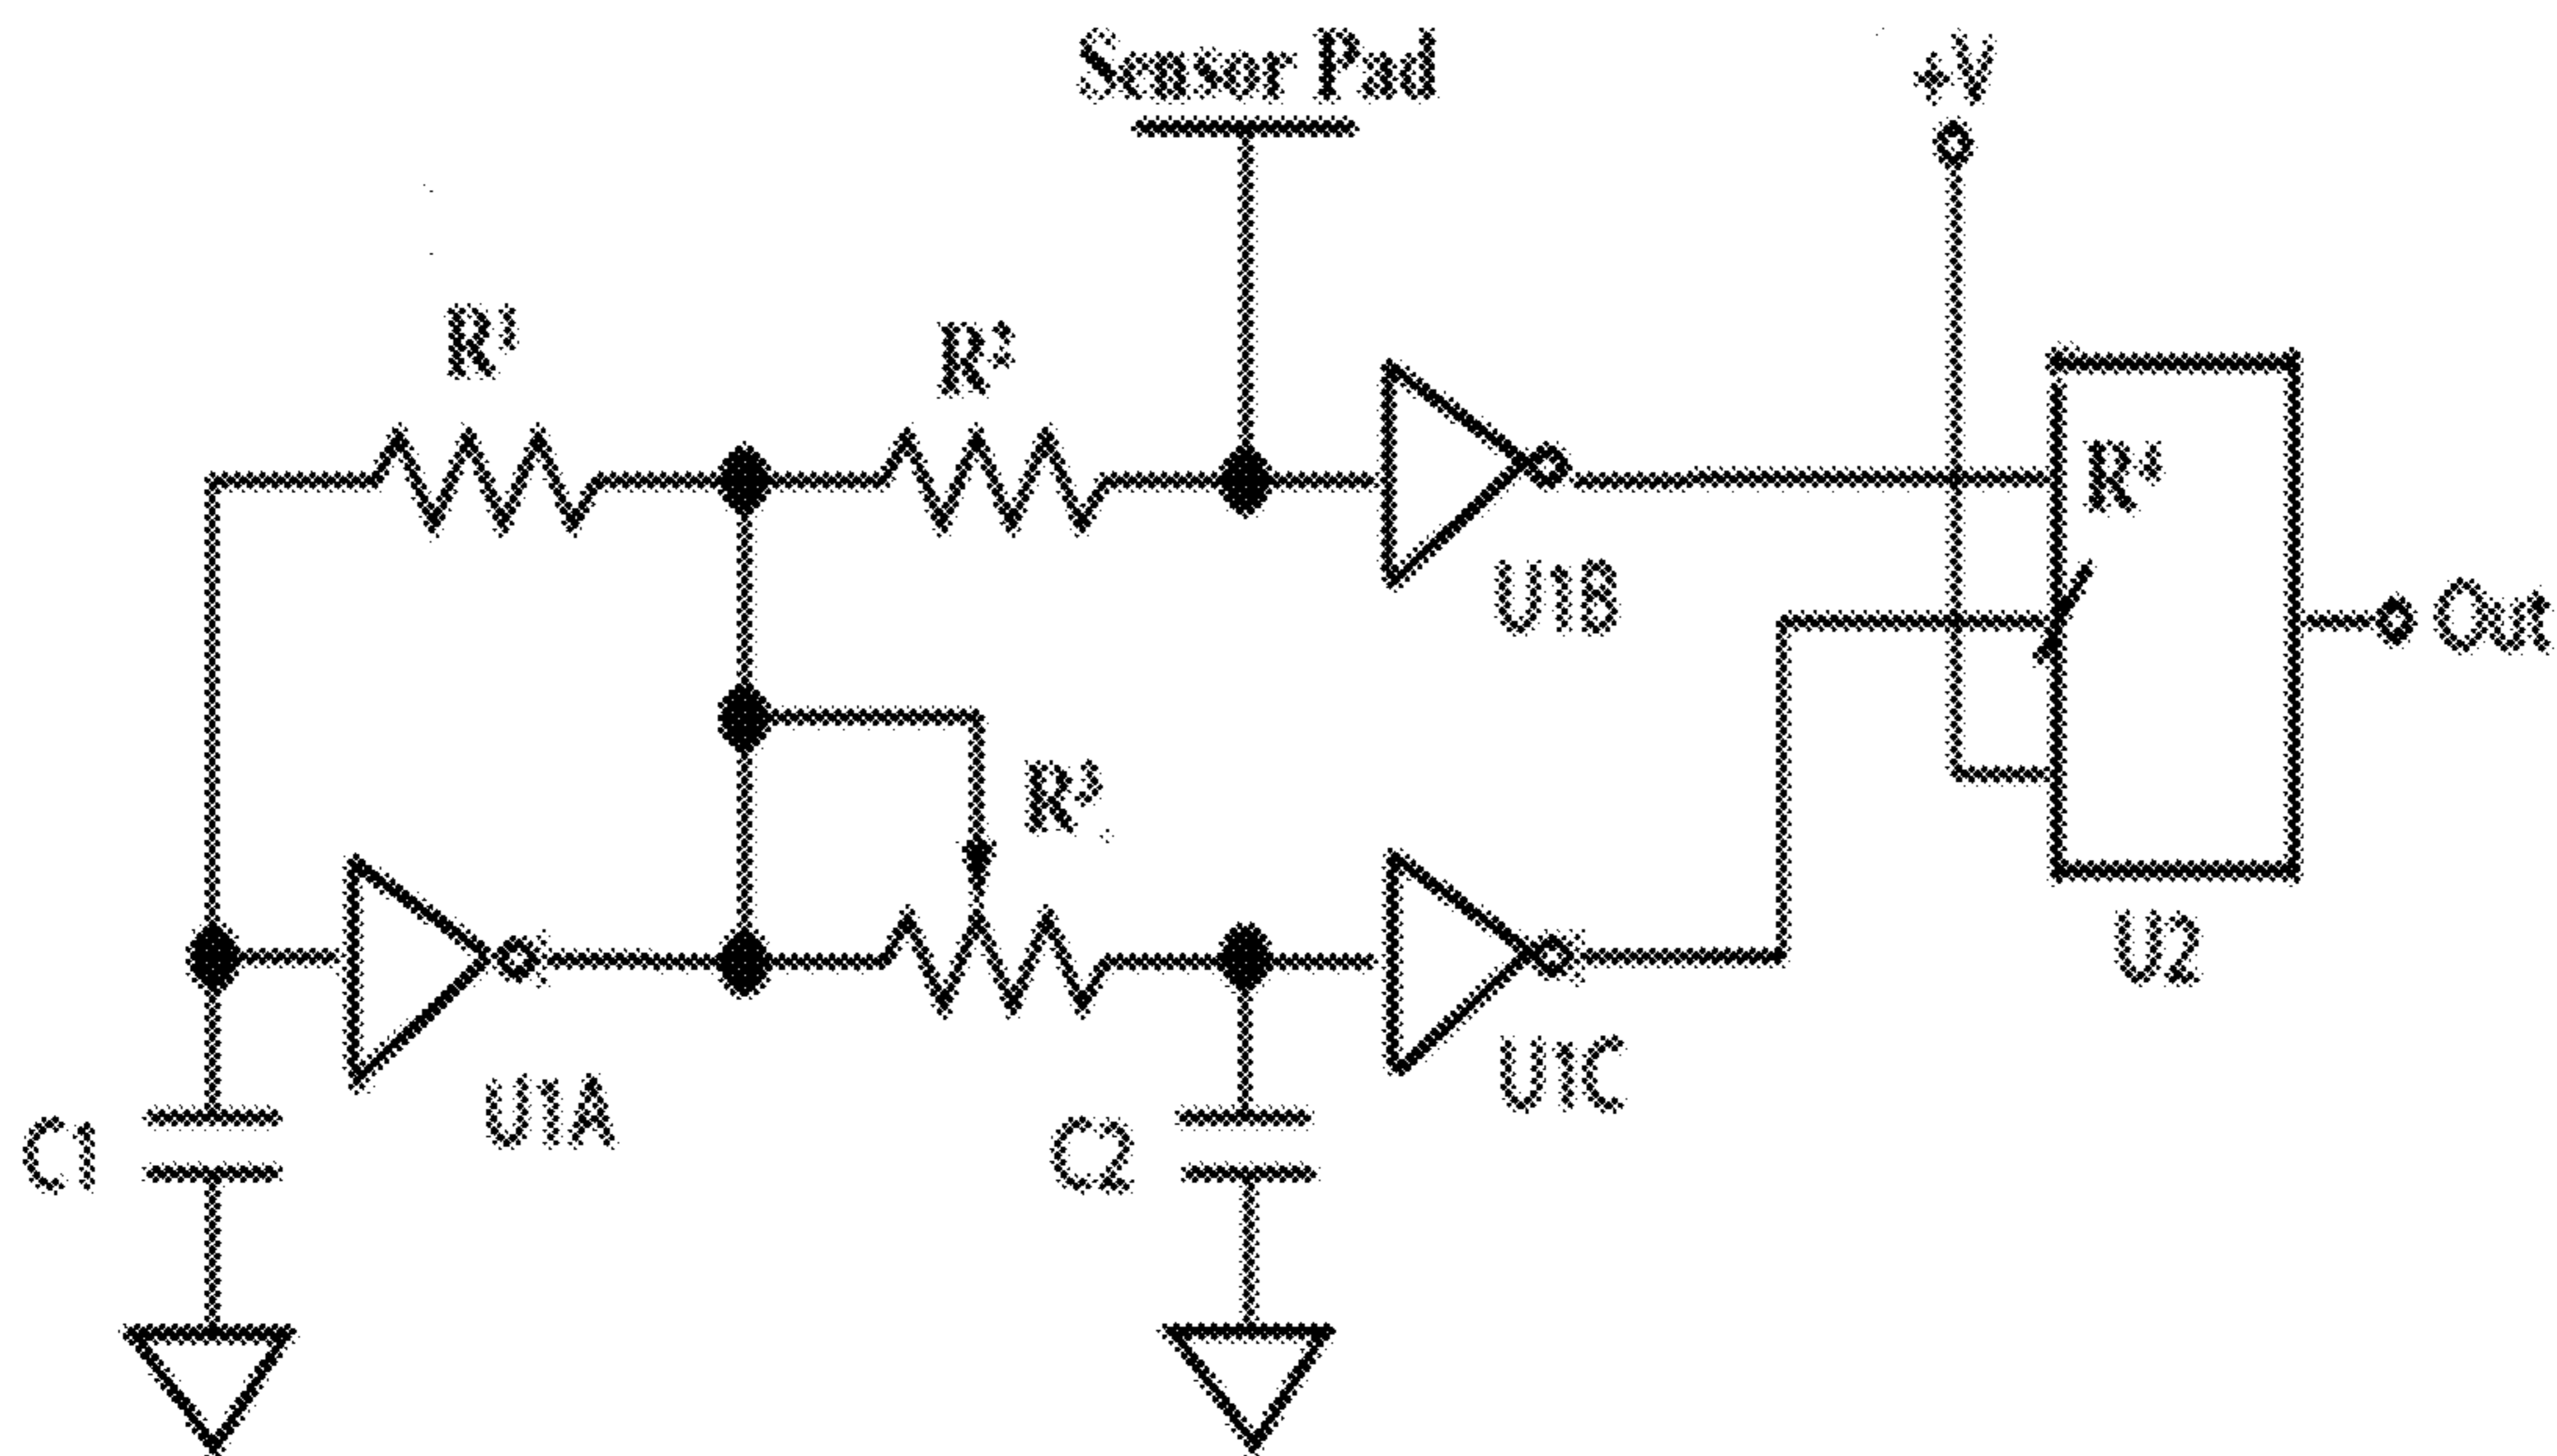 Sensor Pad
+V
R¹
R²
R⁴
U1B
Out
R³
U2
U1A
U1C
C1
C2